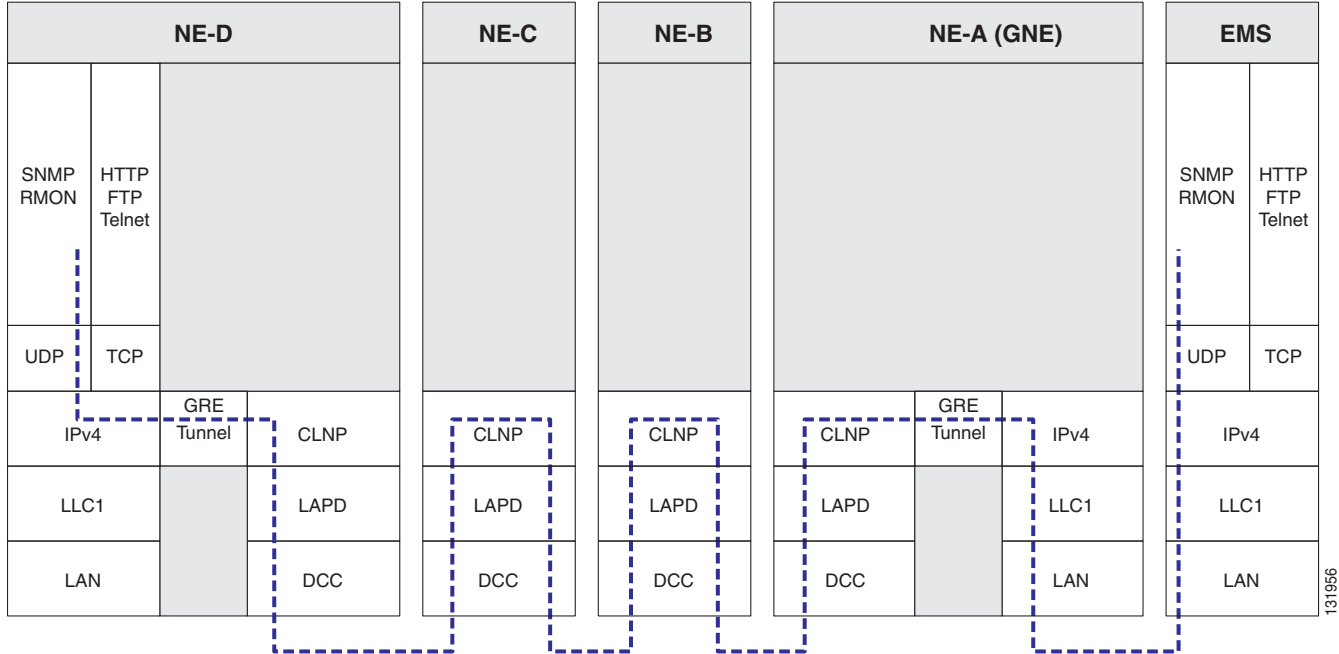 NE-D NE-C NE-B NE-A (GNE) EMS
SNMP
RMON
HTTP
FTP
Telnet
SNMP
RMON
HTTP
FTP
Telnet
UDP TCP UDP TCP
IPv4 GRE
Tunnel CLNP CLNP CLNP CLNP GRE
Tunnel IPv4 IPv4
LLC1 LAPD LAPD LAPD LAPD LLC1 LLC1
LAN DCC DCC DCC DCC LAN LAN
131956